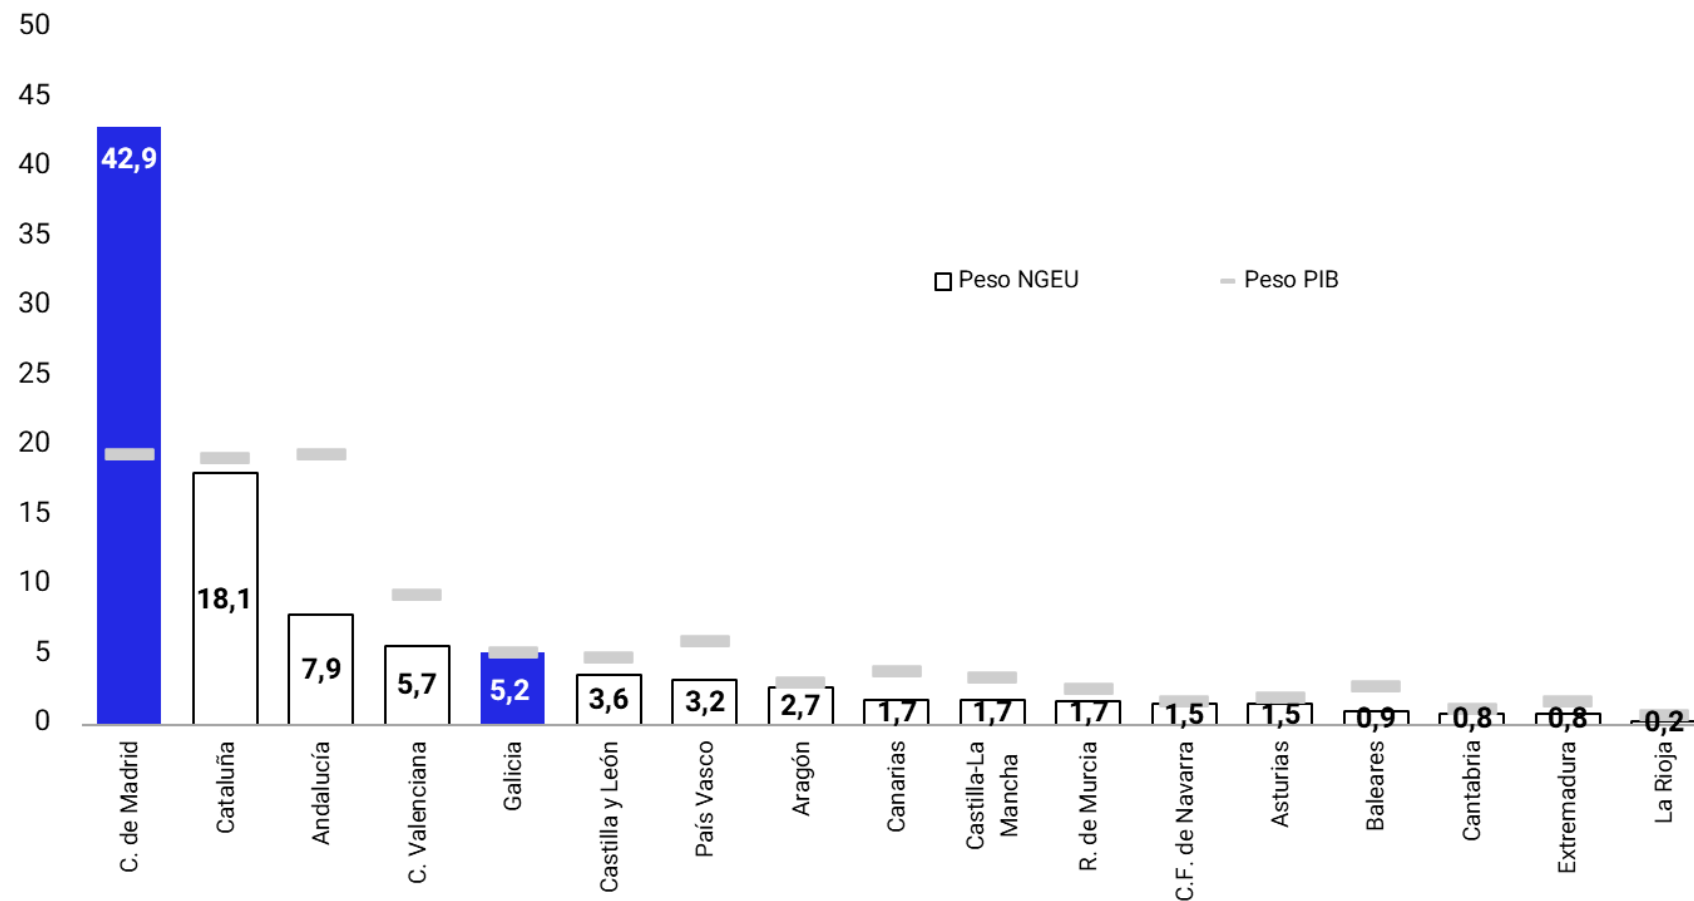 50
45
40
35
30
25
20
15
10
5
0
Peso NGEU
Peso PIB
42,9
18,1
7,9
5,7
5,2
3,6
3,2
2,7
1,7
1,7
1,7
1,5
1,5
0,9
0,8
0,8
0,2
C. de Madrid
Cataluña
Andalucía
C. Valenciana
Galicia
Castilla y León
País Vasco
Aragón
Canarias
Castilla-La
Mancha
R. de Murcia
C.F. de Navarra
Asturias
Baleares
Cantabria
Extremadura
La Rioja